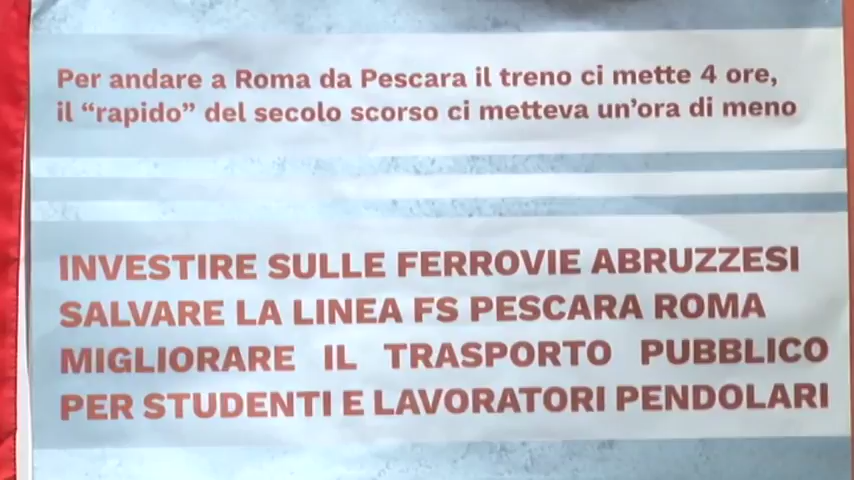 Per andare a Roma da Pescara il treno ci mette 4 ore,
il “rapido” del secolo scorso ci metteva un’ora di meno
INVESTIRE SULLE FERROVIE ABRUZZESI
SALVARE LA LINEA FS PESCARA ROMA
MIGLIORARE IL TRASPORTO PUBBLICO
PER STUDENTI E LAVORATORI PENDOLARI